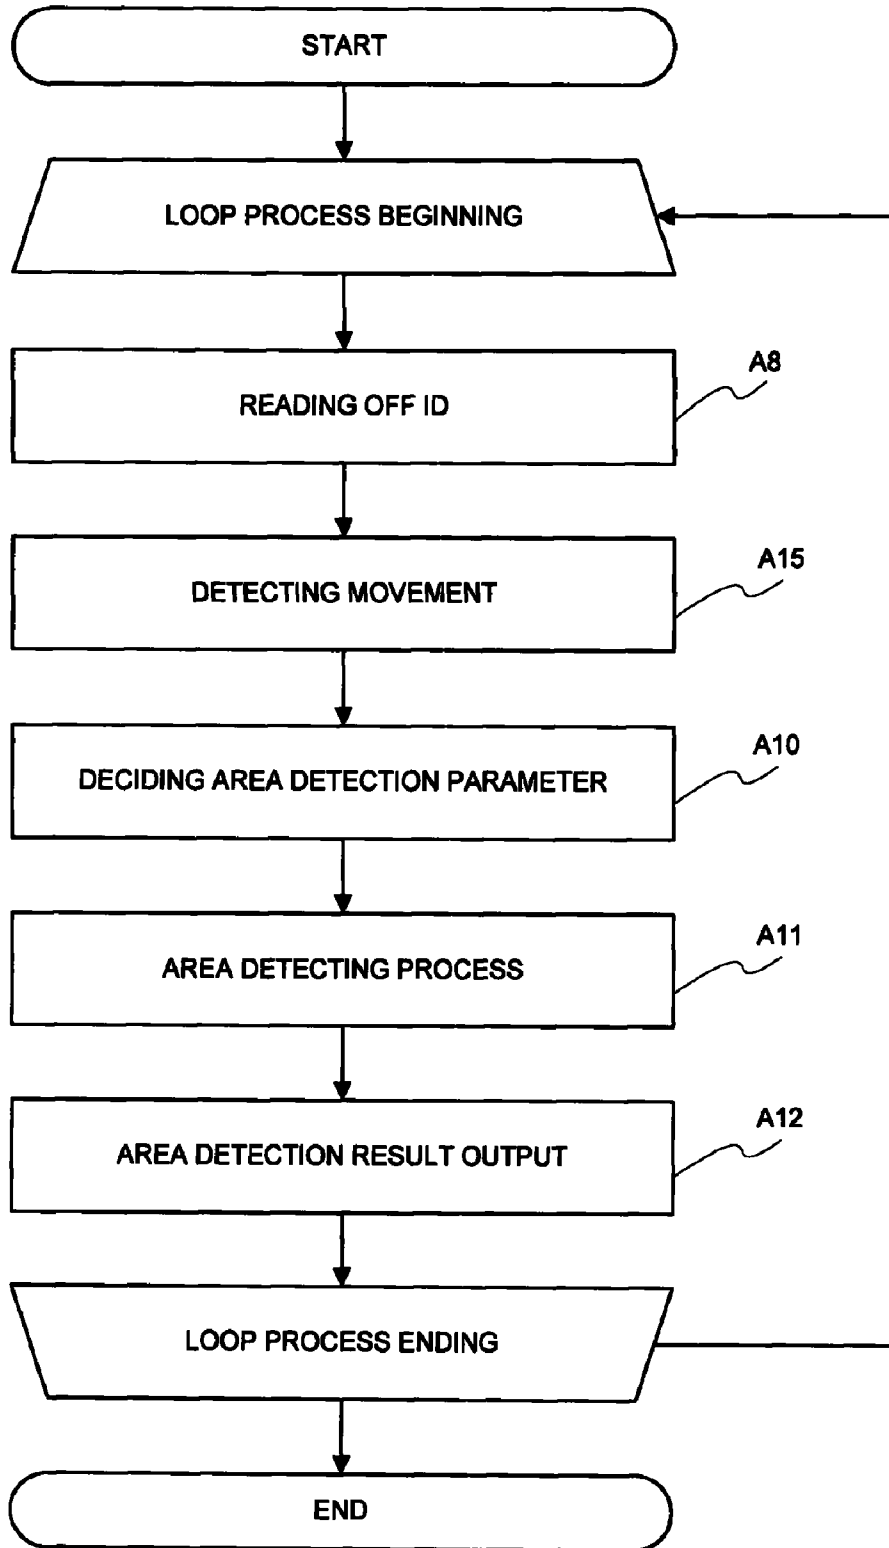 START
LOOP PROCESS BEGINNING
A8
READING OFF ID
A15
DETECTING MOVEMENT
A10
DECIDING AREA DETECTION PARAMETER
A11
AREA DETECTING PROCESS
A12
AREA DETECTION RESULT OUTPUT
LOOP PROCESS ENDING
END